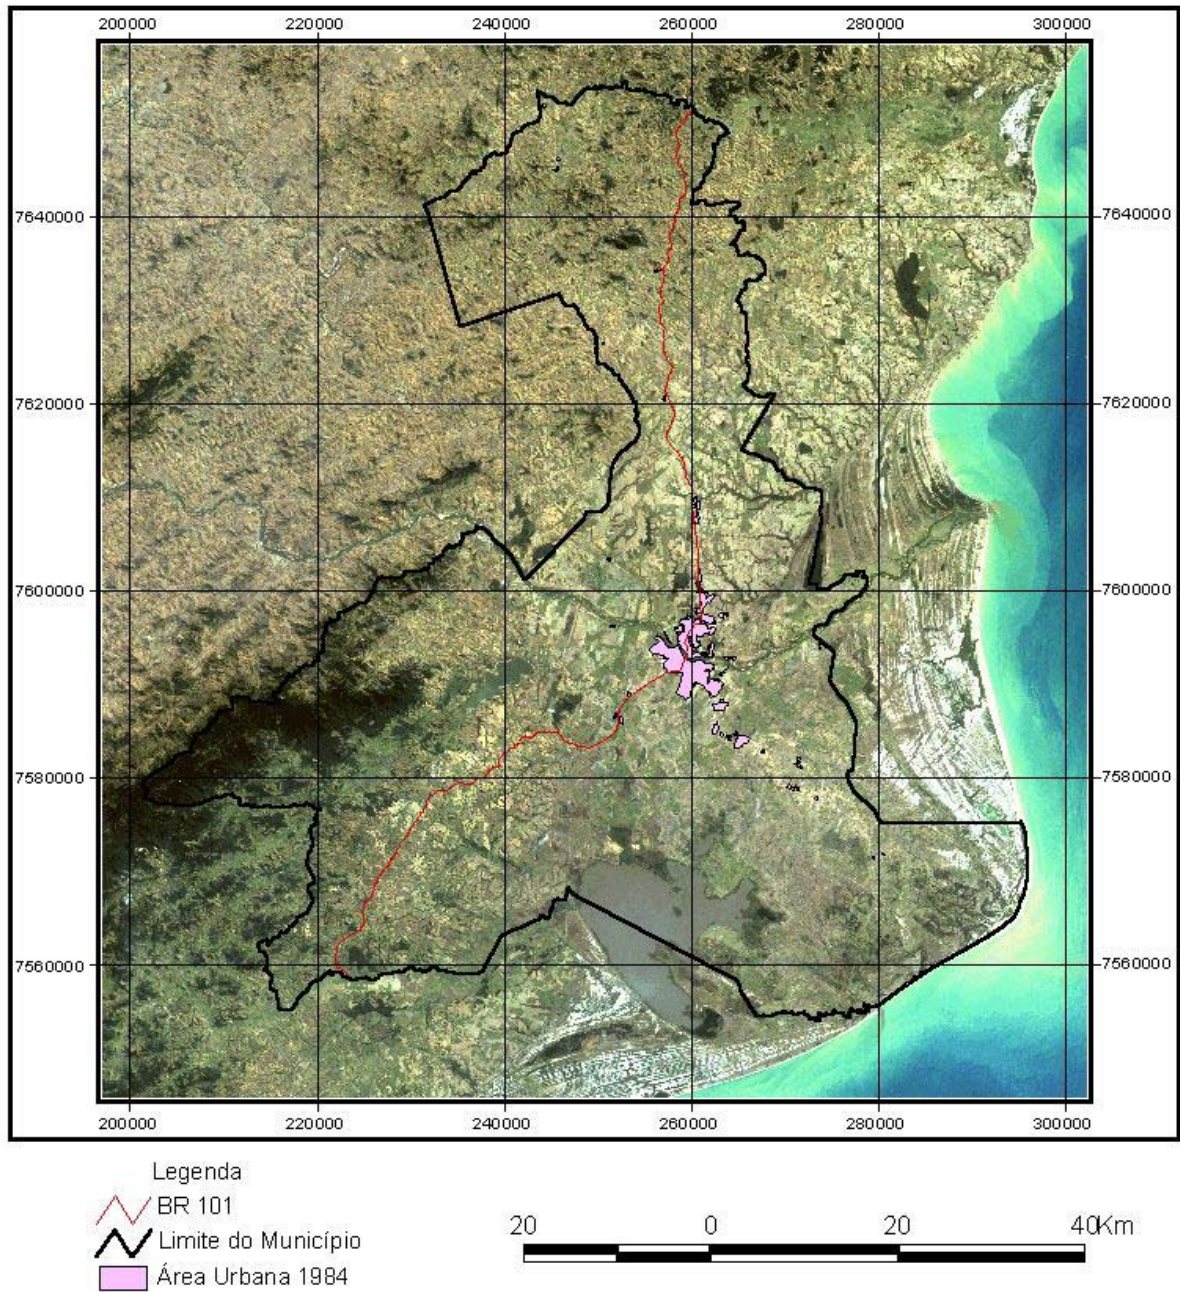 200000 220000 240000 260000 280000 300000
7640000 7640000
7620000 7620000
7600000 7600000
7580000 7580000
7560000 7560000
200000 220000 240000 260000 280000 300000
Legenda
BR 101
Limite do Município
Área Urbana 1984
20 0 20 40Km